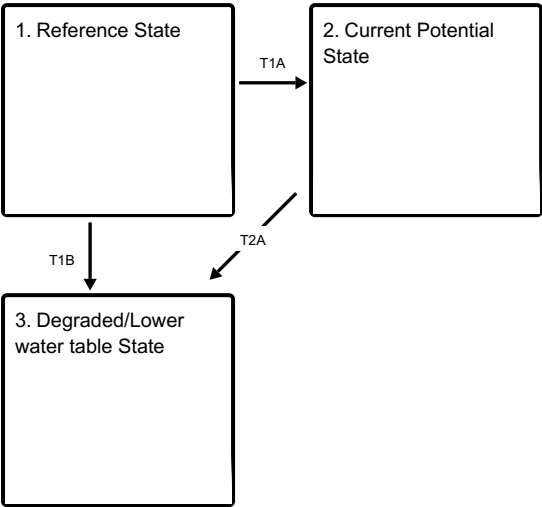 1. Reference State
T1A
2. Current Potential
State
T1B
T2A
3. Degraded/Lower
water table State